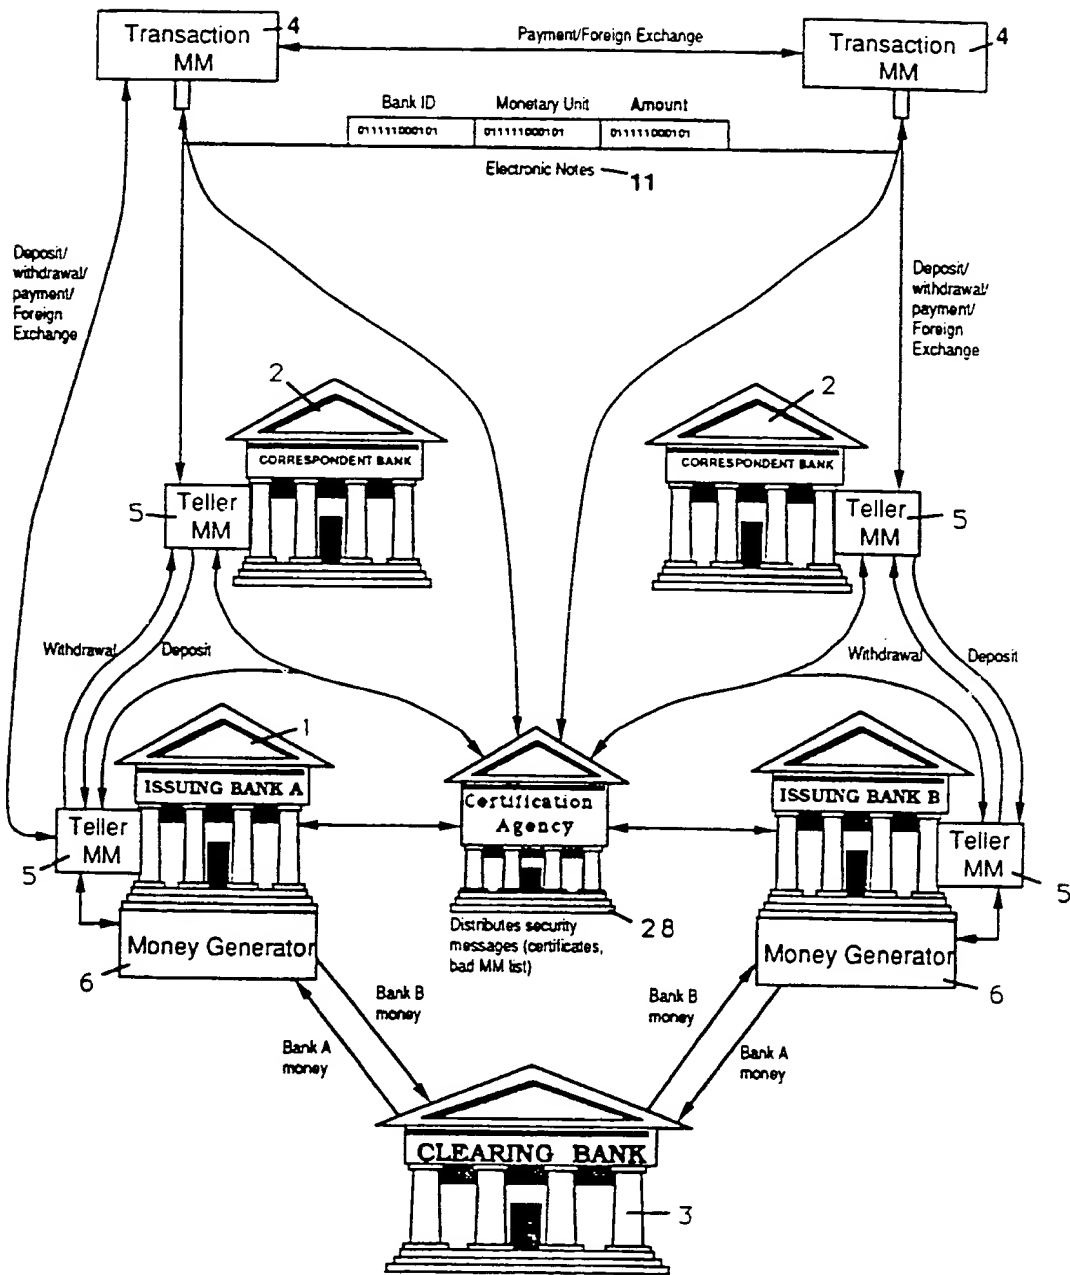 Transaction
MM
4
Payment/Foreign Exchange
Transaction
MM
4
Bank ID
Monetary Unit
Amount
011111000101
011111000101
011111000101
Electronic Notes
11
Deposit/
withdrawal/
payment/
Foreign
Exchange
Deposit/
withdrawal/
payment/
Foreign
Exchange
2
CORRESPONDENT BANK
2
CORRESPONDENT BANK
Teller
MM
5
Teller
MM
5
Withdrawal
Deposit
Withdrawal
Deposit
1
ISSUING BANK A
Certification
Agency
ISSUING BANK B
Teller
MM
5
Teller
MM
5
Money Generator
6
Distributes security
messages (certificates,
bad MM list)
28
Money Generator
6
Bank B
money
Bank A
money
Bank B
money
Bank A
money
CLEARING BANK
3